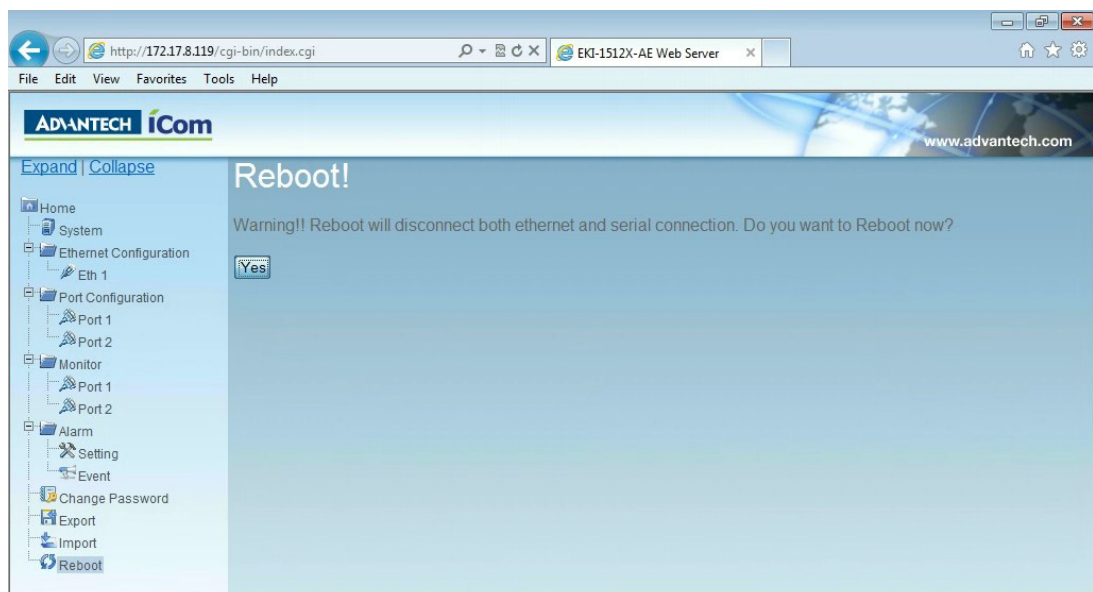 http://172.17.8.119/cgi-bin/index.cgi
EKI-1512X-AE Web Server
File Edit View Favorites Tools Help
ADVANTECH iCom
www.advantech.com
Expand | Collapse
Home
System
Ethernet Configuration
Eth 1
Port Configuration
Port 1
Port 2
Monitor
Port 1
Port 2
Alarm
Setting
Event
Change Password
Export
Import
Reboot
Reboot!
Warning!! Reboot will disconnect both ethernet and serial connection. Do you want to Reboot now?
Yes